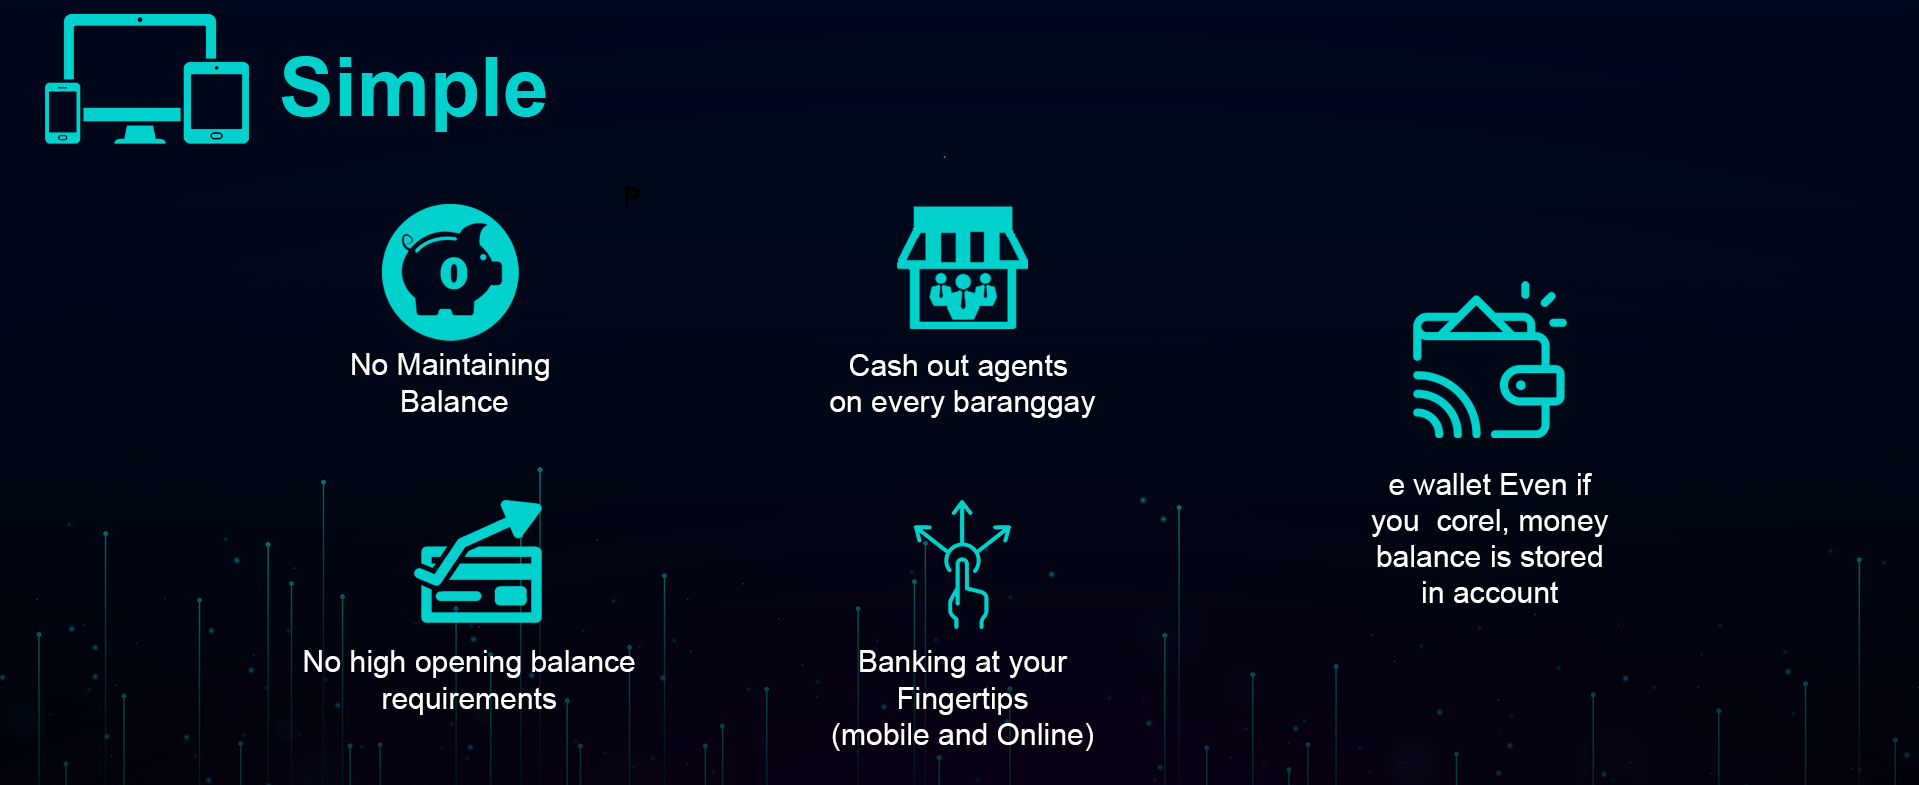 Simple
P
0
No Maintaining
Balance
Cash out agents
on every baranggay
e wallet Even if
you  corel, money
balance is stored
in account
No high opening balance
requirements
Banking at your
Fingertips
(mobile and Online)